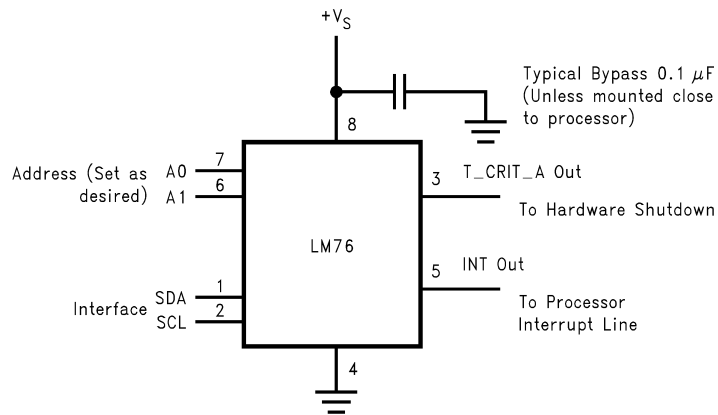 +VS
Typical Bypass 0.1 µF
(Unless mounted close
to processor)
8
Address (Set as
desired)
A0 7
A1 6
3 T_CRIT_A Out
To Hardware Shutdown
LM76
5 INT Out
To Processor
Interrupt Line
Interface
SDA 1
SCL 2
4